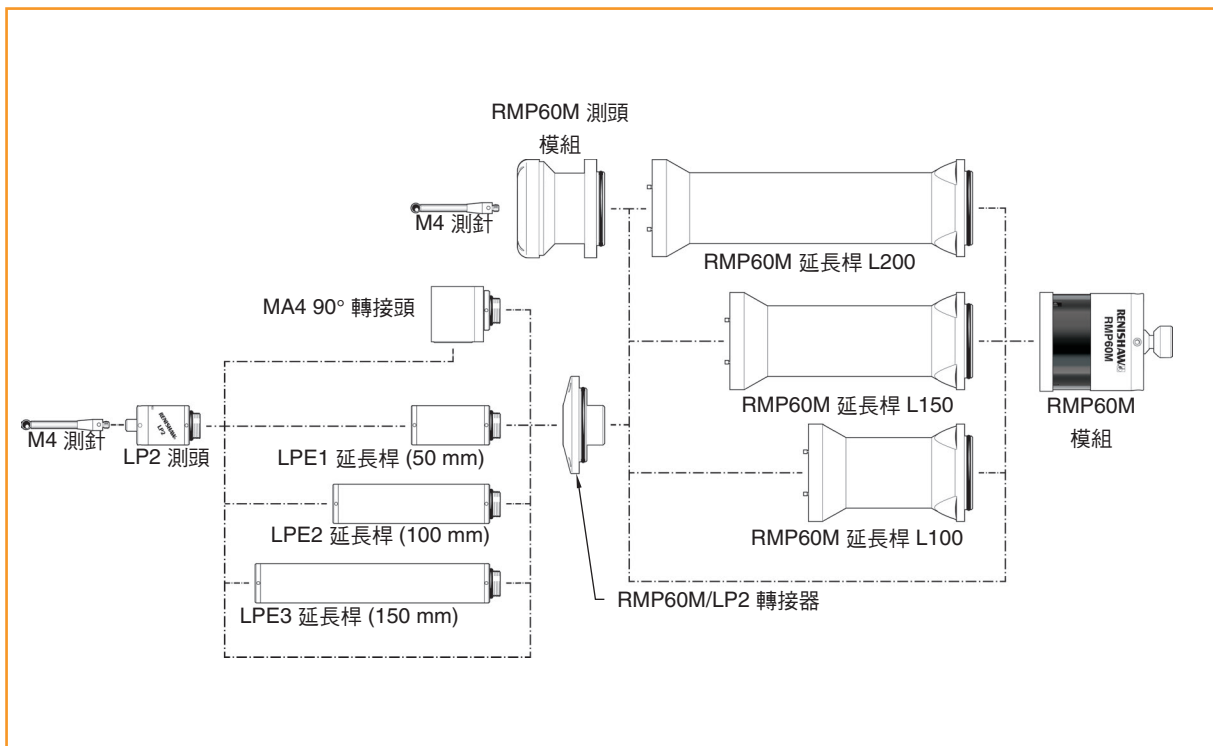 RMP60M 測頭
模組
M4 測針
RMP60M 延長桿 L200
MA4 90° 轉接頭
RENISHAW
RMP60M
RMP60M 延長桿 L150
RMP60M
模組
M4 測針
RENISHAW
LP2
LP2 測頭
LPE1 延長桿 (50 mm)
LPE2 延長桿 (100 mm)
RMP60M 延長桿 L100
LPE3 延長桿 (150 mm)
RMP60M/LP2 轉接器